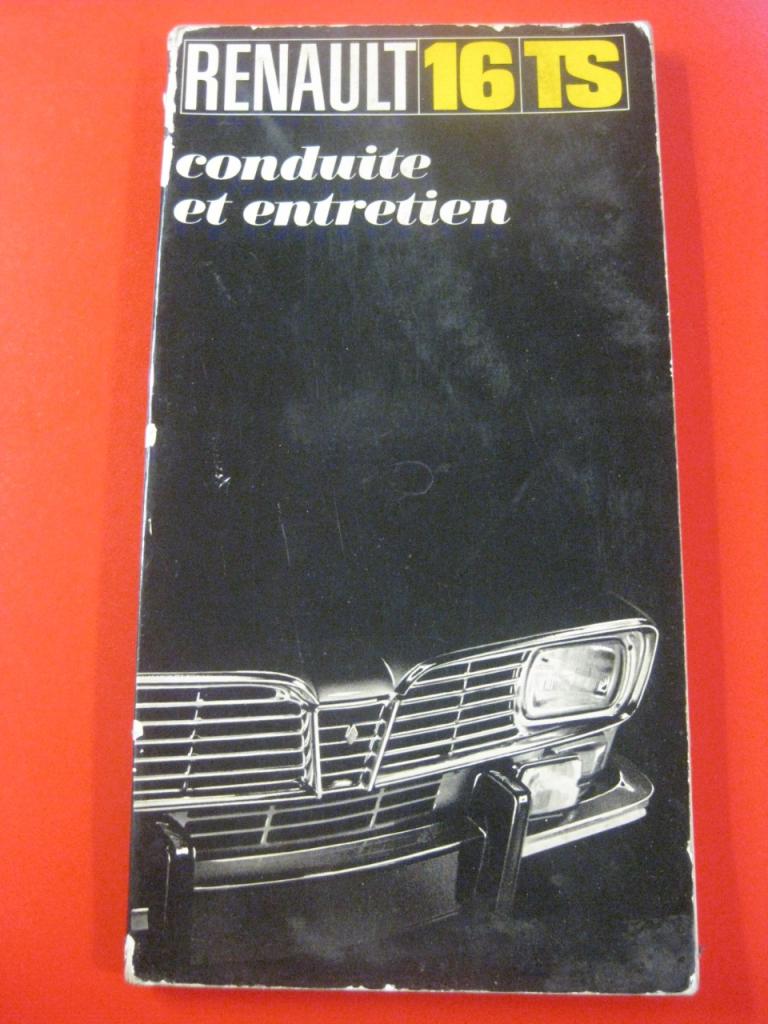 RENAULT 16 TS
conduite
et entretien